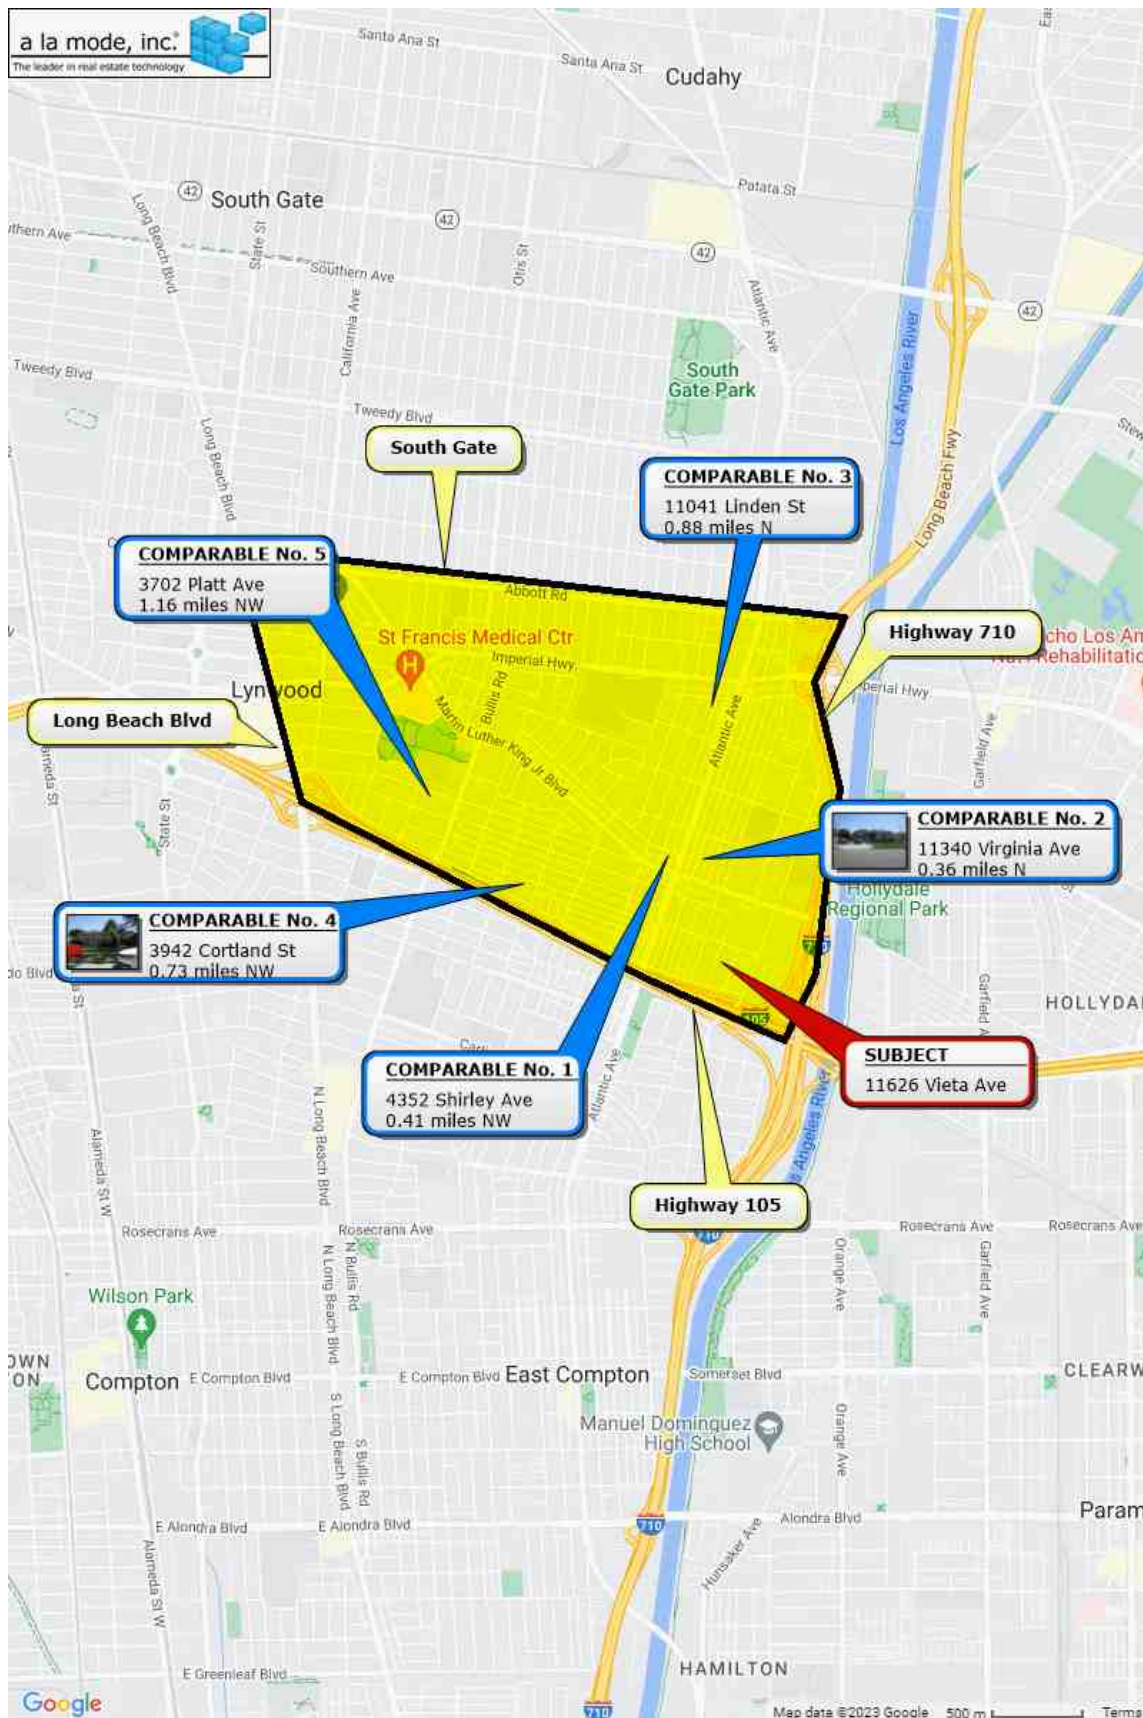 a la mode, inc.®
The leader in real estate technology
Santa Ana St
Santa Ana St
Cudahy
42
South Gate
42
Patata St
Long Beach Blvd
State St
Otis St
42
Southern Ave
Atlantic Ave
42
California Ave
Los Angeles River
Tweedy Blvd
South
Gate Park
Tweedy Blvd
Long Beach Blvd
Long Beach Fwy
South Gate
COMPARABLE No. 3
11041 Linden St
0.88 miles N
COMPARABLE No. 5
3702 Platt Ave
1.16 miles NW
Abbott Rd
St Francis Medical Ctr
H
Imperial Hwy
Highway 710
Bullis Rd
Lynwood
Martin Luther King Jr Blvd
Atlantic Ave
Garfield Ave
Long Beach Blvd
State St
COMPARABLE No. 2
11340 Virginia Ave
0.36 miles N
Hollydale
Regional Park
COMPARABLE No. 4
3942 Cortland St
0.73 miles NW
105
SUBJECT
11626 Vieta Ave
COMPARABLE No. 1
4352 Shirley Ave
0.41 miles NW
Atlantic Ave
N Long Beach Blvd
Alameda St W
Highway 105
Rosecrans Ave
Rosecrans Ave
710
Rosecrans Ave
Rosecrans Ave
N Long Beach Blvd
N Bullis Rd
Orange Ave
Garfield Ave
Wilson Park
Compton
E Compton Blvd
E Compton Blvd
East Compton
Somerset Blvd
S Long Beach Blvd
S Bullis Rd
Manuel Dominguez
High School
Orange Ave
E Alondra Blvd
E Alondra Blvd
710
Alondra Blvd
Hunsaker Ave
Alameda St W
E Greenleaf Blvd
HAMILTON
Google
710
Map data ©2023 Google
500 m
Terms